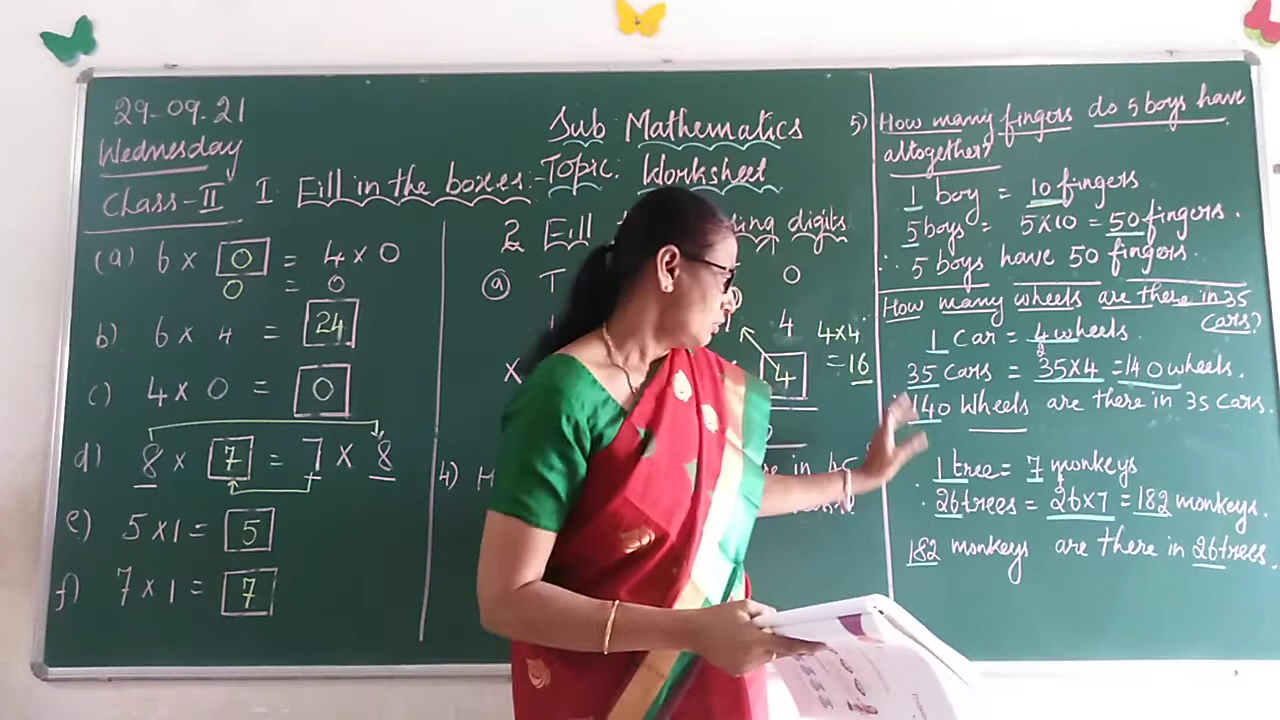 29-09.21
Wednesday
Class-II
Sub Mathematics
Topic: Worksheet
I Fill in the boxes:-
(a) 6 × 0 = 4 × 0
0 = 0
b) 6 × 4 = 24
c) 4 × 0 = 0
d) 8 × 7 = 7 × 8
e) 5 × 1 = 5
f) 7 × 1 = 7
2 Fill digits
(a) T O
4
4×4
=16
×
4
4) H
in 45
5) How many fingers do 5 boys have
altogether?
1 boy = 10 fingers
5 boys = 5×10 = 50 fingers.
∴ 5 boys have 50 fingers.
How many wheels are there in 35
cars?
1 Car = 4 wheels.
2
35 cars = 35×4 = 140 wheels.
140 Wheels are there in 35 cars.
1 tree = 7 monkeys
∴ 26 trees = 26×7 = 182 monkeys.
182 monkeys are there in 26 trees.